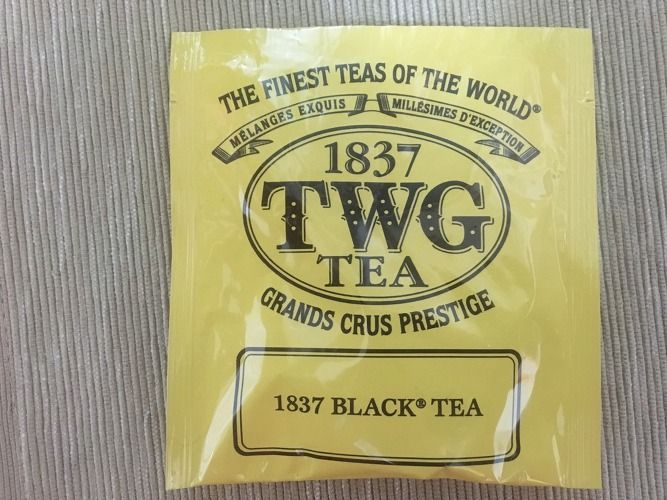 THE FINEST TEAS OF THE WORLD®
MÉLANGES EXQUIS MILLÉSIMES D'EXCEPTION
1837
TWG
TEA
GRANDS CRUS PRESTIGE
1837 BLACK® TEA